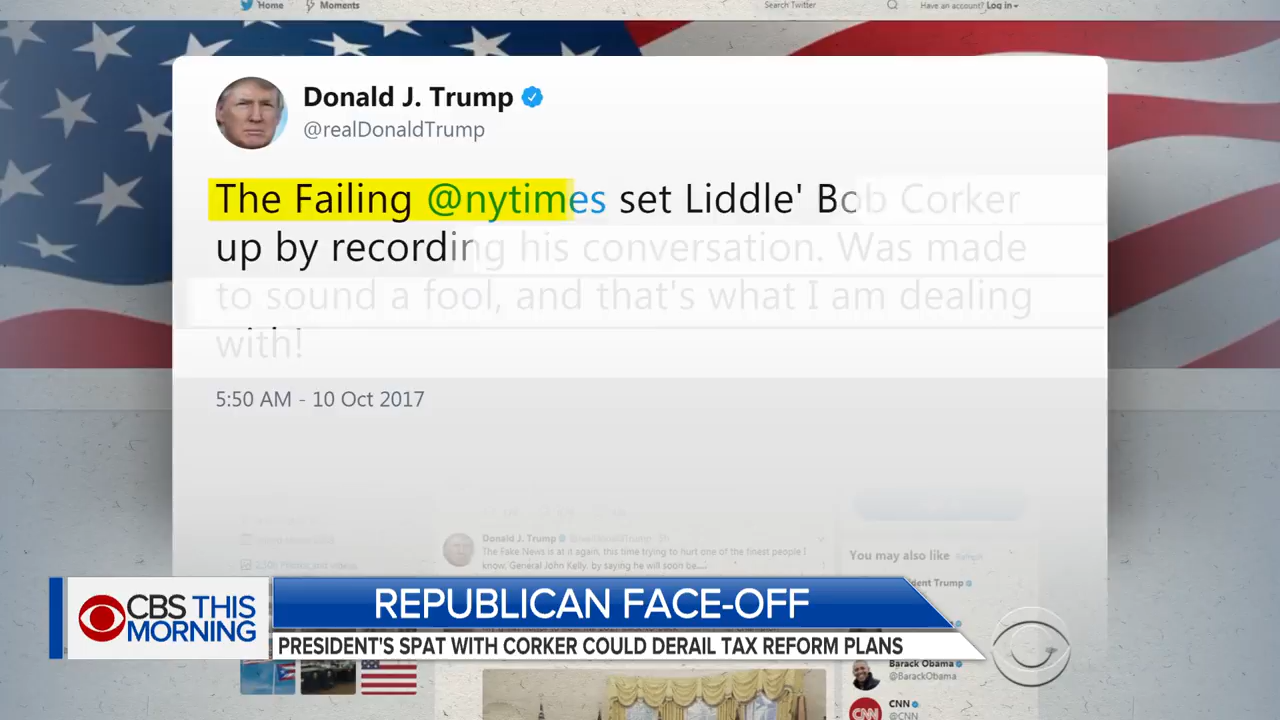 Home Moments Search Twitter Have an account? Log in
Donald J. Trump
@realDonaldTrump
The Failing @nytimes set Liddle' Bob Corker
up by recording his conversation. Was made
to sound a fool, and that's what I am dealing
with!
5:50 AM - 10 Oct 2017
Donald J. Trump @realDonaldTrump
The Fake News is at it again, this time trying to hurt one of the finest people I
know, General John Kelly, by saying he will soon be....
You may also like
Trump
REPUBLICAN FACE-OFF
CBS THIS
MORNING
PRESIDENT'S SPAT WITH CORKER COULD DERAIL TAX REFORM PLANS
Barack Obama
@BarackObama
CNN
CNN
@CNN